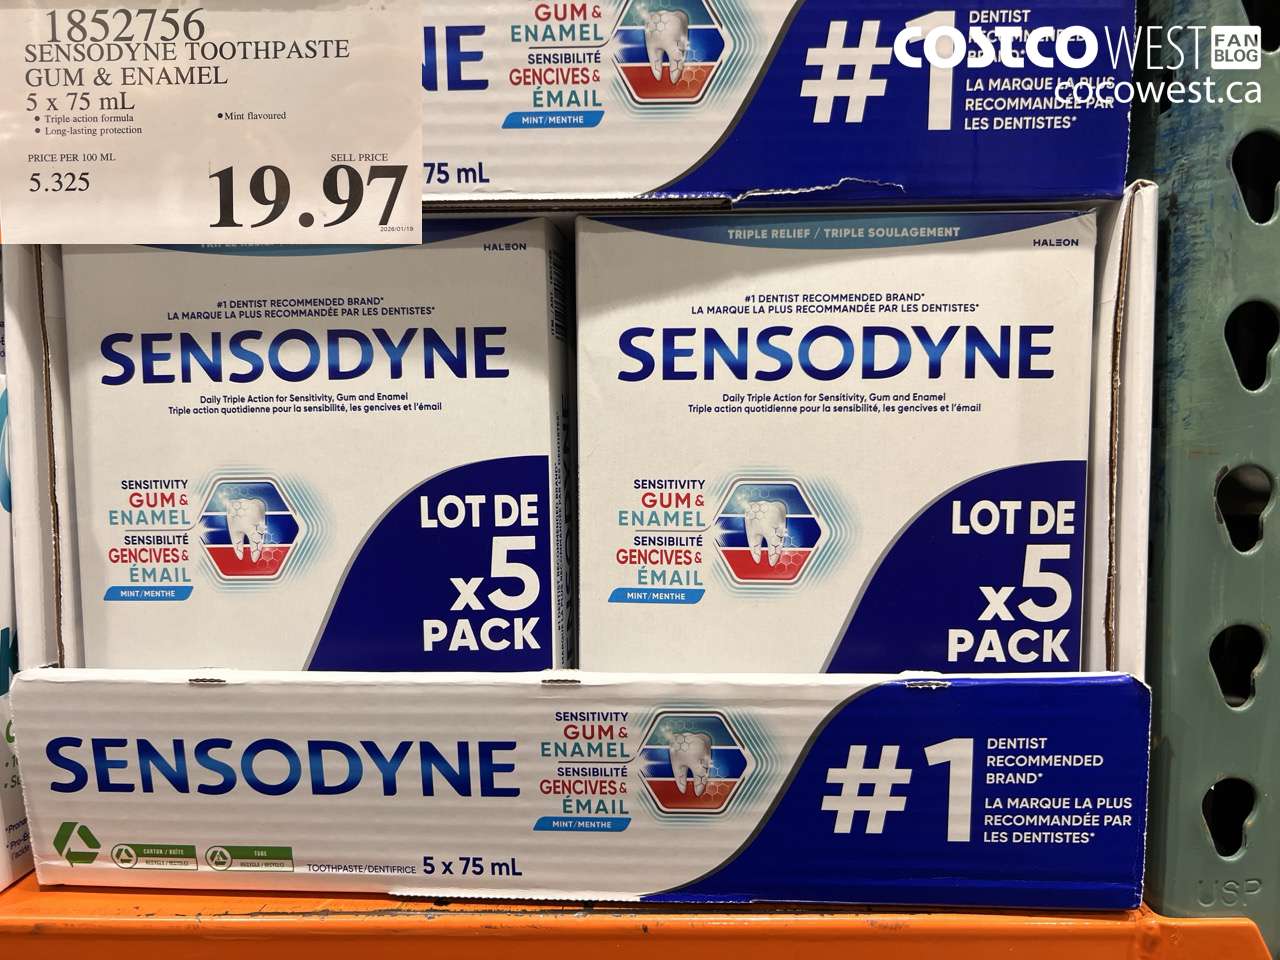 1852756
SENSODYNE TOOTHPASTE
GUM & ENAMEL
5 x 75 mL
• Triple action formula
• Mint flavoured
• Long-lasting protection
PRICE PER 100 ML
SELL PRICE
5.325
19.97
2026/01/19
NE
GUM &
ENAMEL
SENSIBILITÉ
GENCIVES &
ÉMAIL
MINT/MENTHE
75 mL
#1
DENTIST
LA MARQUE LA PLUS
RECOMMANDÉE PAR
LES DENTISTES*
COSTCO WEST
FAN
BLOG
cocowest.ca
HALEON
#1 DENTIST RECOMMENDED BRAND*
LA MARQUE LA PLUS RECOMMANDÉE PAR LES DENTISTES*
SENSODYNE
Daily Triple Action for Sensitivity, Gum and Enamel
Triple action quotidienne pour la sensibilité, les gencives et l'émail
SENSITIVITY
GUM &
ENAMEL
SENSIBILITÉ
GENCIVES &
ÉMAIL
MINT/MENTHE
LOT DE
x5
PACK
TRIPLE RELIEF / TRIPLE SOULAGEMENT
HALEON
#1 DENTIST RECOMMENDED BRAND*
LA MARQUE LA PLUS RECOMMANDÉE PAR LES DENTISTES*
SENSODYNE
Daily Triple Action for Sensitivity, Gum and Enamel
Triple action quotidienne pour la sensibilité, les gencives et l'émail
SENSITIVITY
GUM &
ENAMEL
SENSIBILITÉ
GENCIVES &
ÉMAIL
MINT/MENTHE
LOT DE
x5
PACK
SENSODYNE
SENSITIVITY
GUM &
ENAMEL
SENSIBILITÉ
GENCIVES &
ÉMAIL
MINT/MENTHE
#1
DENTIST
RECOMMENDED
BRAND*
LA MARQUE LA PLUS
RECOMMANDÉE PAR
LES DENTISTES*
CARTON / BOÎTE
RECYCLE / RECYCLEZ
TUBE
RECYCLE / RECYCLEZ
TOOTHPASTE/DENTIFRICE 5 x 75 mL
USP